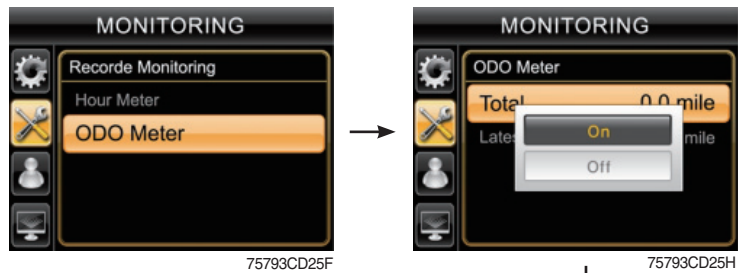 MONITORING
Recorde Monitoring
Hour Meter
ODO Meter
75793CD25F
MONITORING
ODO Meter
Total 0.0 mile
Late mile
On
Off
75793CD25H